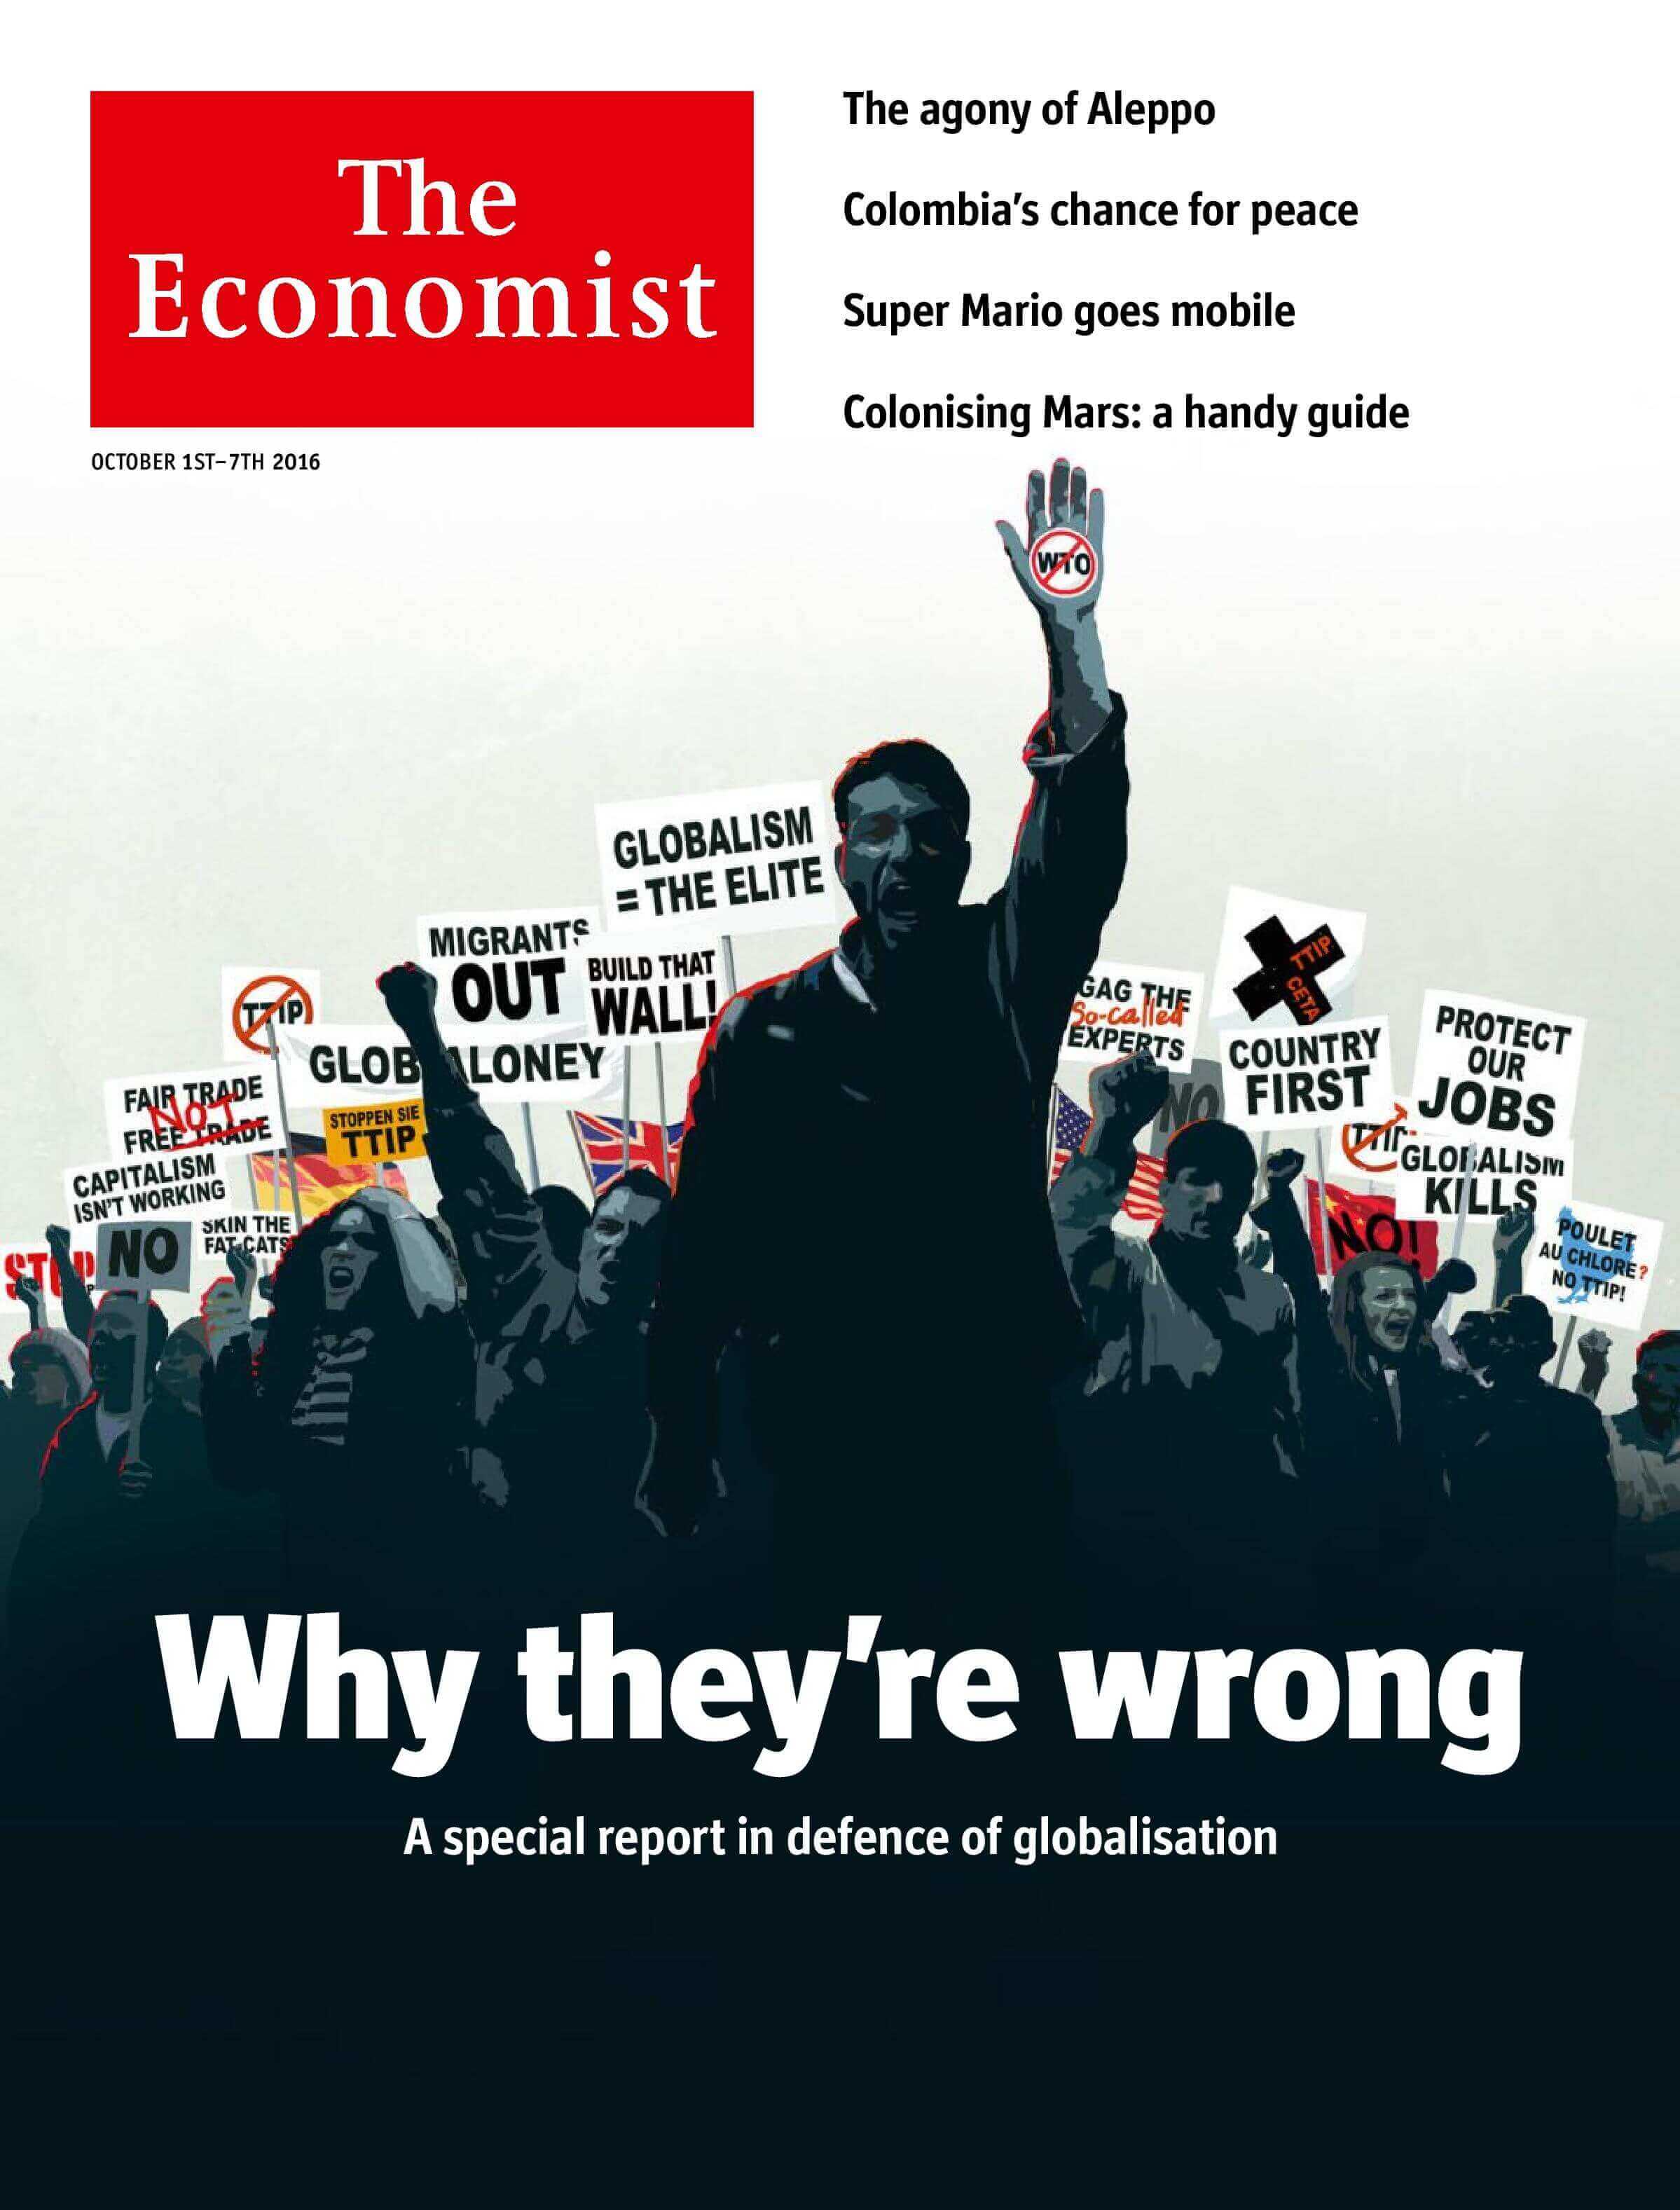 The
Economist
OCTOBER 1ST–7TH 2016
The agony of Aleppo
Colombia's chance for peace
Super Mario goes mobile
Colonising Mars: a handy guide
WTO
GLOBALISM
= THE ELITE
MIGRANTS
OUT
BUILD THAT
WALL!
TTIP
GLOB ALONEY
FAIR TRADE
NOT
FREE TRADE
STOPPEN SIE
TTIP
CAPITALISM
ISN'T WORKING
SKIN THE
FAT CATS
NO
STOP
GAG THE
So-called
EXPERTS
NO
TTIP
CETA
COUNTRY
FIRST
PROTECT
OUR
JOBS
TTIP
GLOBALISM
KILLS
NO!
POULET
AU CHLORE?
NO TTIP!
Why they're wrong
A special report in defence of globalisation